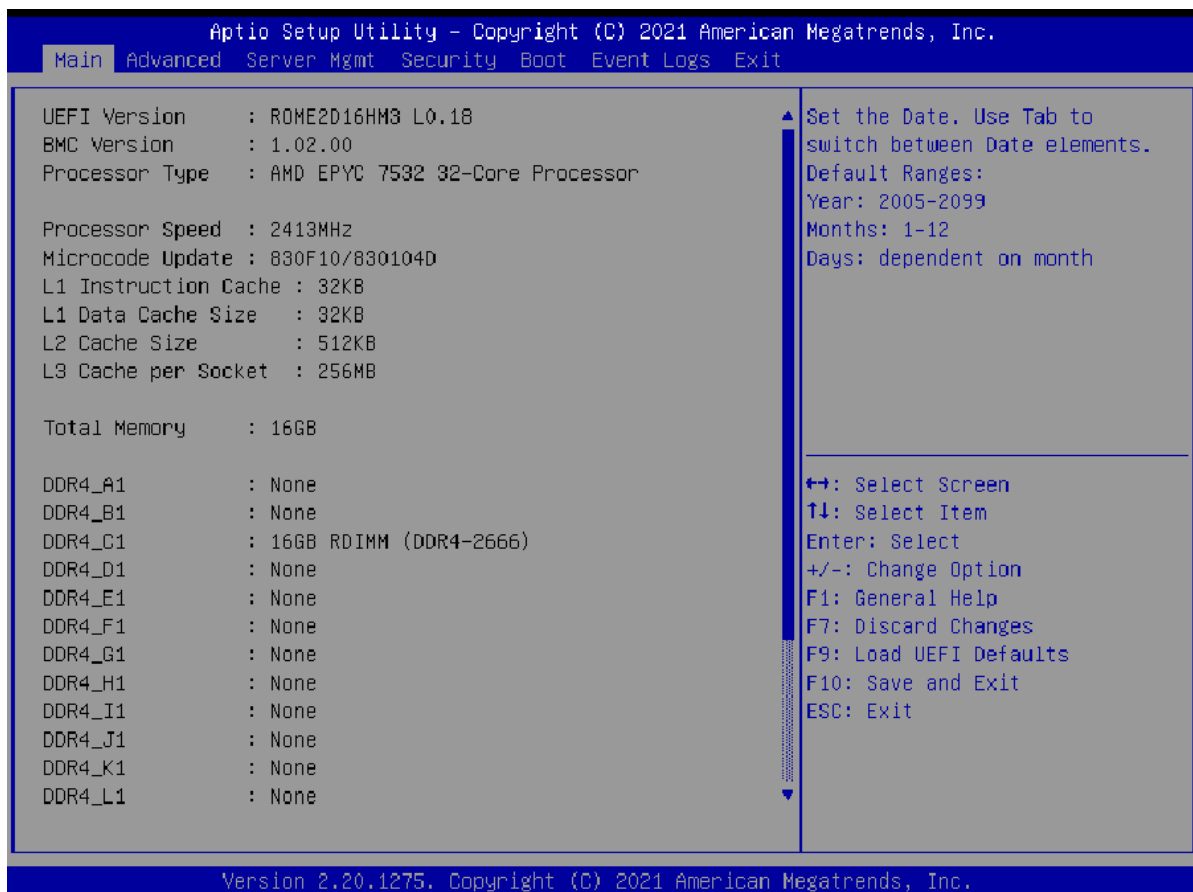 Aptio Setup Utility – Copyright (C) 2021 American Megatrends, Inc.
Main Advanced Server Mgmt Security Boot Event Logs Exit
UEFI Version : ROME2D16HM3 L0.18
BMC Version : 1.02.00
Processor Type : AMD EPYC 7532 32-Core Processor
Processor Speed : 2413MHz
Microcode Update : 830F10/830104D
L1 Instruction Cache : 32KB
L1 Data Cache Size : 32KB
L2 Cache Size : 512KB
L3 Cache per Socket : 256MB
Total Memory : 16GB
DDR4_A1 : None
DDR4_B1 : None
DDR4_C1 : 16GB RDIMM (DDR4-2666)
DDR4_D1 : None
DDR4_E1 : None
DDR4_F1 : None
DDR4_G1 : None
DDR4_H1 : None
DDR4_I1 : None
DDR4_J1 : None
DDR4_K1 : None
DDR4_L1 : None
Set the Date. Use Tab to
switch between Date elements.
Default Ranges:
Year: 2005-2099
Months: 1-12
Days: dependent on month
↔: Select Screen
↑↓: Select Item
Enter: Select
+/-: Change Option
F1: General Help
F7: Discard Changes
F9: Load UEFI Defaults
F10: Save and Exit
ESC: Exit
Version 2.20.1275. Copyright (C) 2021 American Megatrends, Inc.